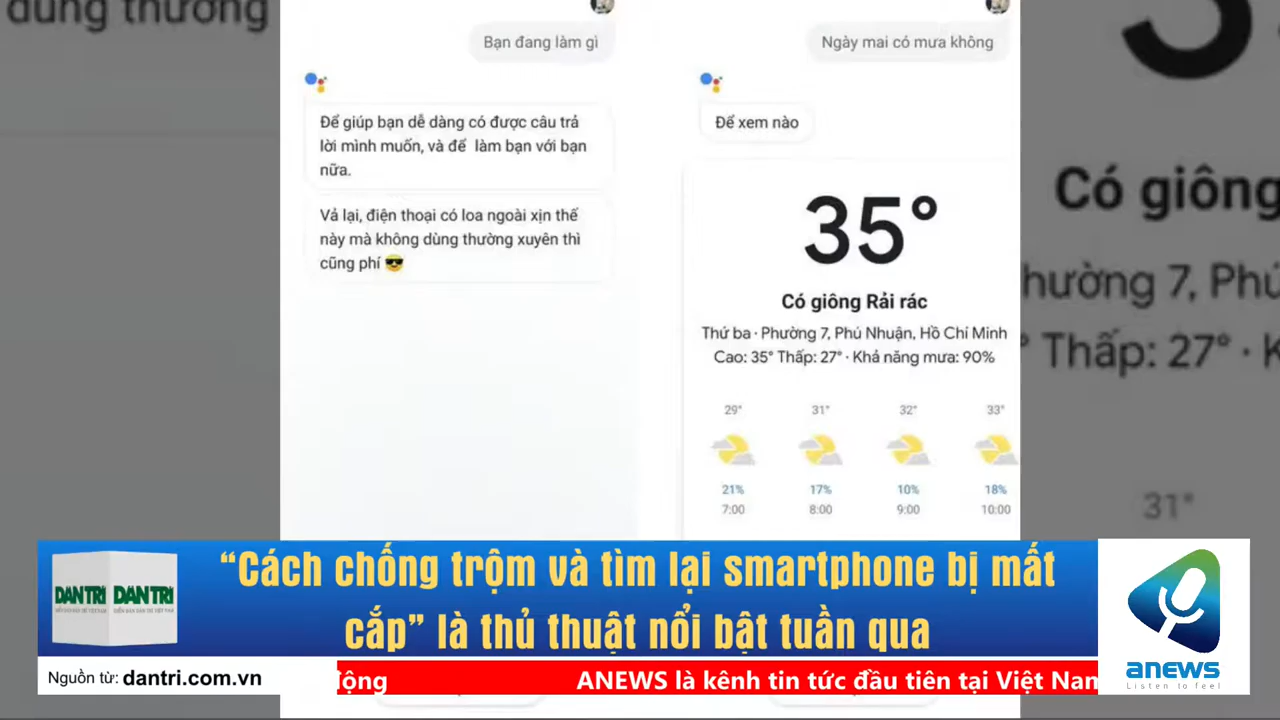 dùng thường
Bạn đang làm gì
Để giúp bạn dễ dàng có được câu trả
lời mình muốn, và để làm bạn với bạn
nữa.
Vả lại, điện thoại có loa ngoài xịn thế
này mà không dùng thường xuyên thì
cũng phí 😎
Ngày mai có mưa không
Để xem nào
35°
Có giông Rải rác
Thứ ba · Phường 7, Phú Nhuận, Hồ Chí Minh
Cao: 35° Thấp: 27° · Khả năng mưa: 90%
29° 31° 32° 33°
21% 17% 10% 18%
7:00 8:00 9:00 10:00
Có giông
hường 7, Phú
° Thấp: 27° · K
31°
DÂN TRÍ DÂN TRÍ
“Cách chống trộm và tìm lại smartphone bị mất
cắp” là thủ thuật nổi bật tuần qua
Nguồn từ: dantri.com.vn
động ANEWS là kênh tin tức đầu tiên tại Việt Nam
anews
Listen to feel